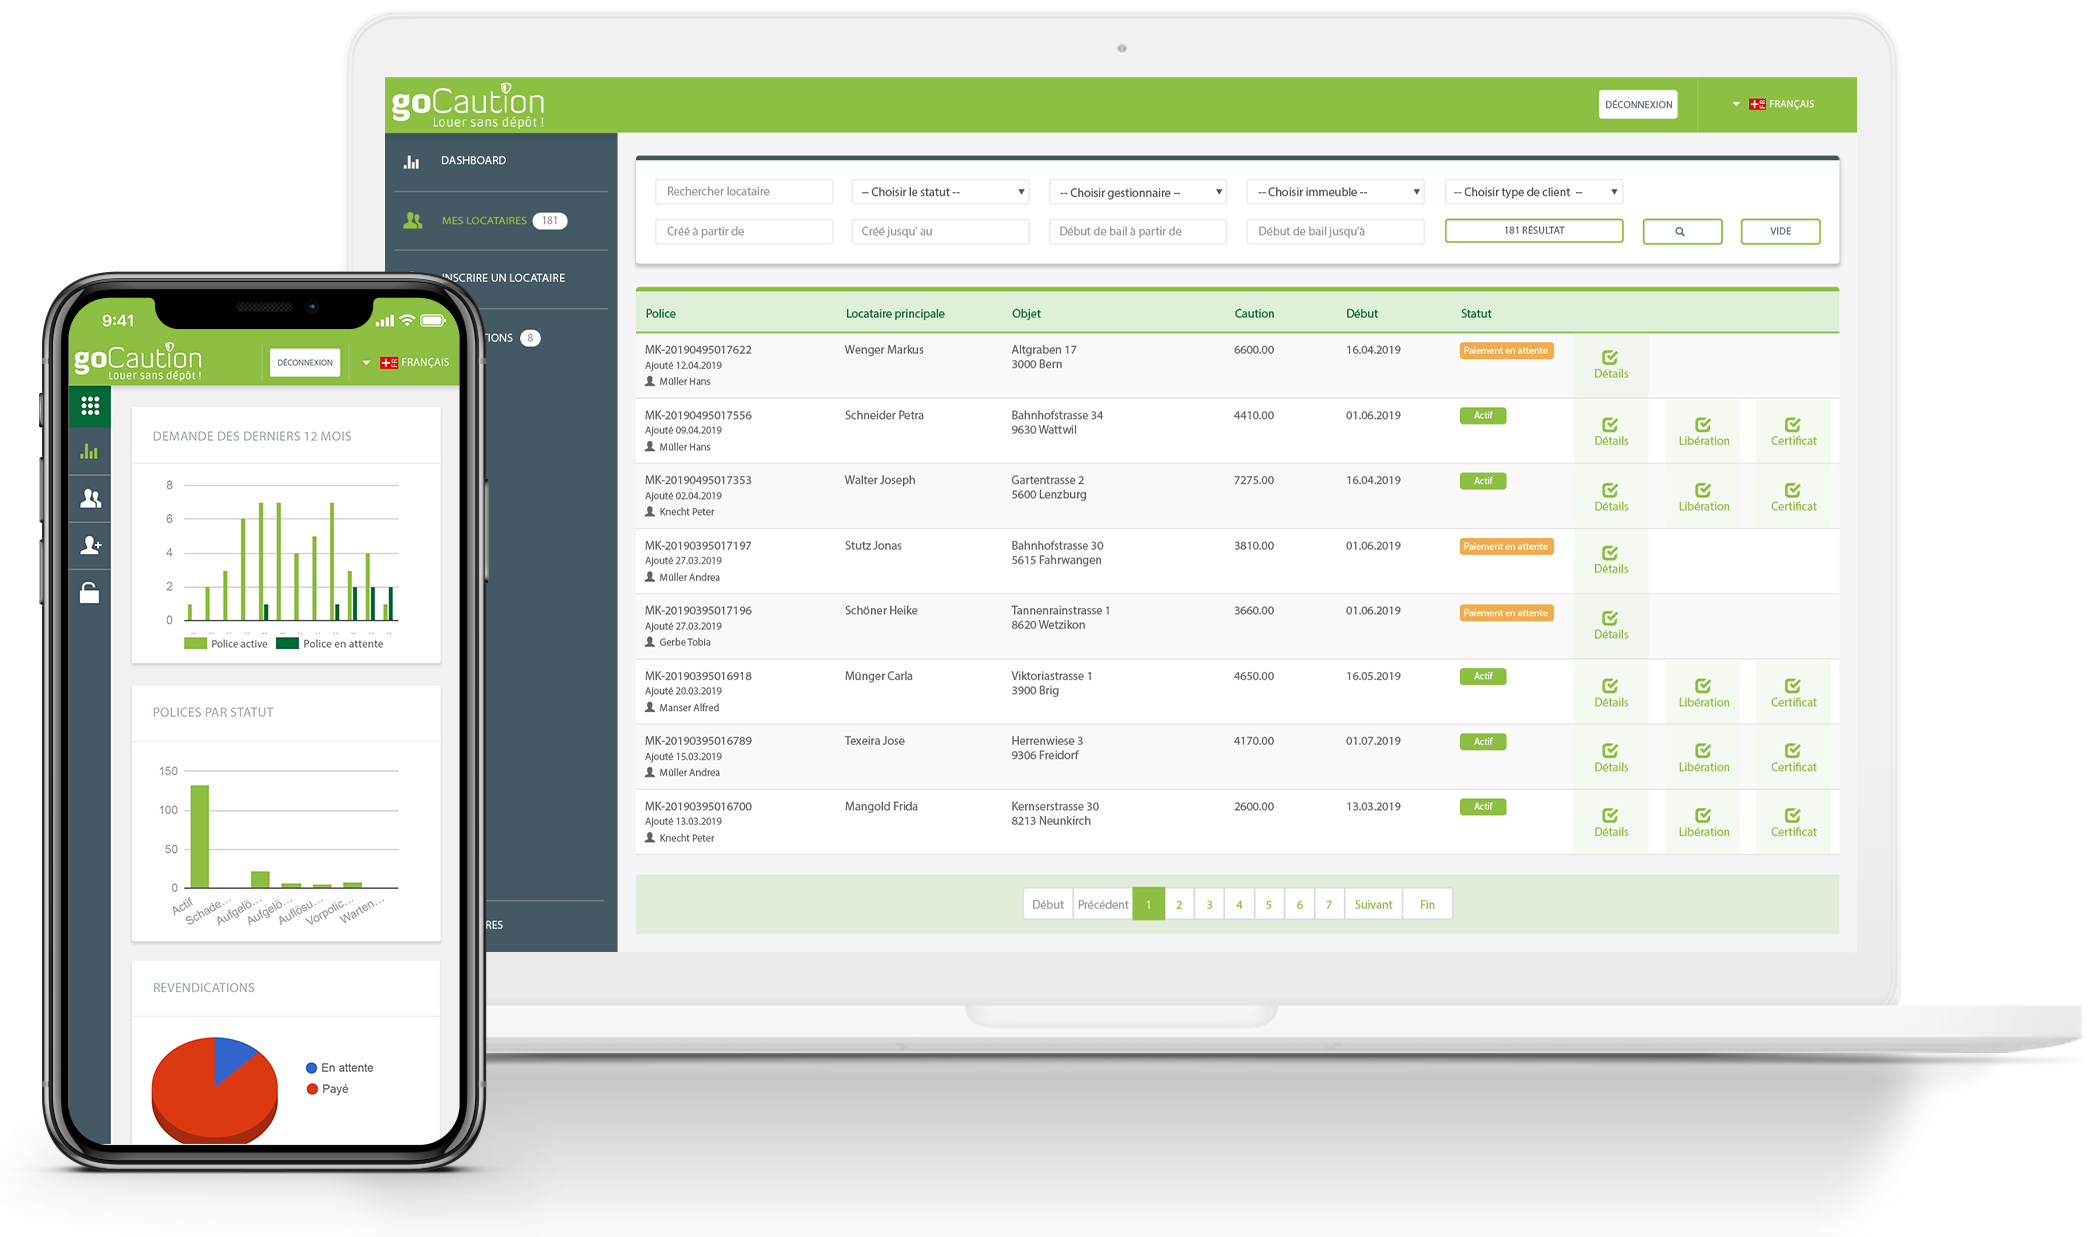 goCaution
Louer sans dépôt !
DÉCONNEXION
FRANÇAIS
DASHBOARD
MES LOCATAIRES 181
INSCRIRE UN LOCATAIRE
TIONS 8
RES
Rechercher locataire
-- Choisir le statut --
-- Choisir gestionnaire --
-- Choisir immeuble --
-- Choisir type de client --
Créé à partir de
Créé jusqu' au
Début de bail à partir de
Début de bail jusqu'à
181 RÉSULTAT
VIDE
Police Locataire principale Objet Caution Début Statut
MK-20190495017622 Wenger Markus Altgraben 17 6600.00 16.04.2019 Paiement en attente
Ajouté 12.04.2019 3000 Bern
Müller Hans
Détails
MK-20190495017556 Schneider Petra Bahnhofstrasse 34 4410.00 01.06.2019 Actif
Ajouté 09.04.2019 9630 Wattwil
Müller Hans
Détails Libération Certificat
MK-20190495017353 Walter Joseph Gartentrasse 2 7275.00 16.04.2019 Actif
Ajouté 02.04.2019 5600 Lenzburg
Knecht Peter
Détails Libération Certificat
MK-20190395017197 Stutz Jonas Bahnhofstrasse 30 3810.00 01.06.2019 Paiement en attente
Ajouté 27.03.2019 5615 Fahrwangen
Müller Andrea
Détails
MK-20190395017196 Schöner Heike Tannenrainstrasse 1 3660.00 01.06.2019 Paiement en attente
Ajouté 27.03.2019 8620 Wetzikon
Gerbe Tobia
Détails
MK-20190395016918 Münger Carla Viktoriastrasse 1 4650.00 16.05.2019 Actif
Ajouté 20.03.2019 3900 Brig
Manser Alfred
Détails Libération Certificat
MK-20190395016789 Texeira Jose Herrenwiese 3 4170.00 01.07.2019 Actif
Ajouté 15.03.2019 9306 Freidorf
Müller Andrea
Détails Libération Certificat
MK-20190395016700 Mangold Frida Kernserstrasse 30 2600.00 13.03.2019 Actif
Ajouté 13.03.2019 8213 Neunkirch
Knecht Peter
Détails Libération Certificat
Début Précédent 1 2 3 4 5 6 7 Suivant Fin
9:41
goCaution
Louer sans dépôt !
DÉCONNEXION
FRANÇAIS
DEMANDE DES DERNIERS 12 MOIS
8
6
4
2
0
Police active Police en attente
POLICES PAR STATUT
150
100
50
0
Actif Schade... Aufgelö... Aufgelö... Auflösu... Vorpolic... Warten...
REVENDICATIONS
En attente
Payé